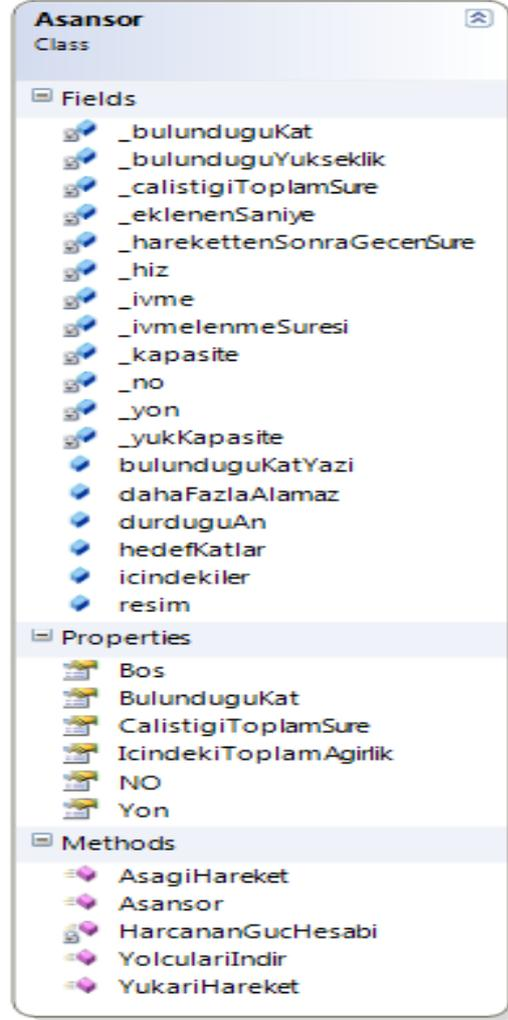 Asansor
Class
Fields
_bulunduguKat
_bulunduguYukseklik
_calistigiToplamSure
_eklenenSaniye
_harekettenSonraGecenSure
_hiz
_ivme
_ivmelenmeSuresi
_kapasite
_no
_yon
_yukKapasite
bulunduguKatYazi
dahaFazlaAlamaz
durduguAn
hedefKatlar
icindekiler
resim
Properties
Bos
BulunduguKat
CalistigiToplamSure
IcindekiToplamAgirlik
NO
Yon
Methods
AsagiHareket
Asansor
HarcananGucHesabi
YolculariIndir
YukariHareket